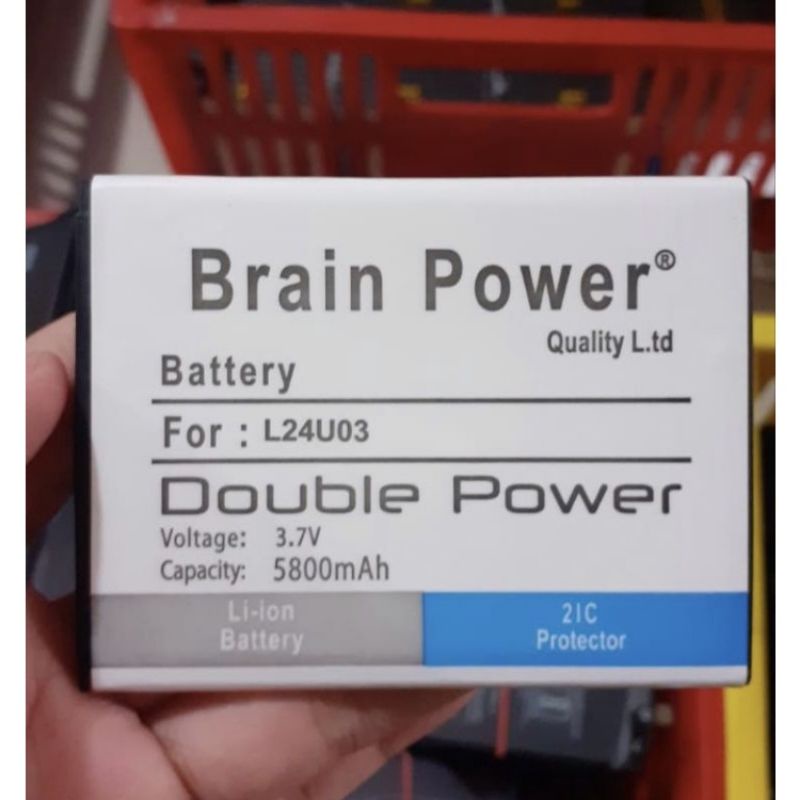 Brain Power®
Quality L.td
Battery
For : L24U03
Double Power
Voltage: 3.7V
Capacity: 5800mAh
Li-ion
Battery
2IC
Protector